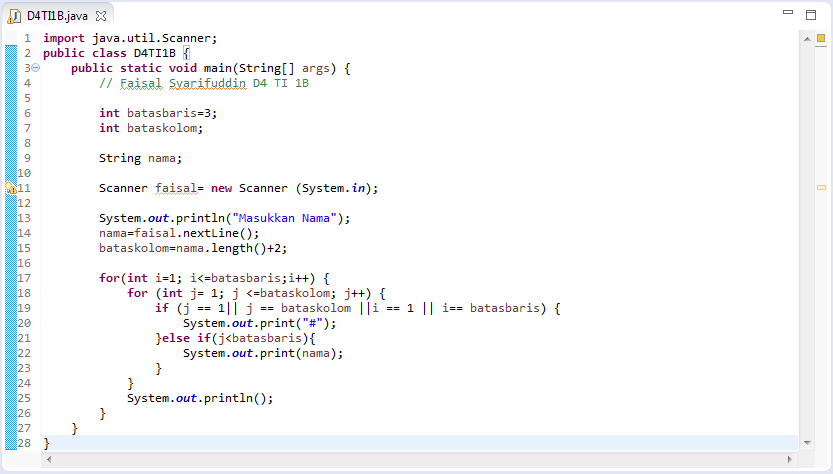 D4TI1B.java
1 import java.util.Scanner;
2 public class D4TI1B {
3 public static void main(String[] args) {
4 // Faisal Syarifuddin D4 TI 1B
5
6 int batasbaris=3;
7 int bataskolom;
8
9 String nama;
10
11 Scanner faisal= new Scanner (System.in);
12
13 System.out.println("Masukkan Nama");
14 nama=faisal.nextLine();
15 bataskolom=nama.length()+2;
16
17 for(int i=1; i<=batasbaris;i++) {
18 for (int j= 1; j <=bataskolom; j++) {
19 if (j == 1|| j == bataskolom ||i == 1 || i== batasbaris) {
20 System.out.print("#");
21 }else if(j<batasbaris){
22 System.out.print(nama);
23 }
24 }
25 System.out.println();
26 }
27 }
28 }